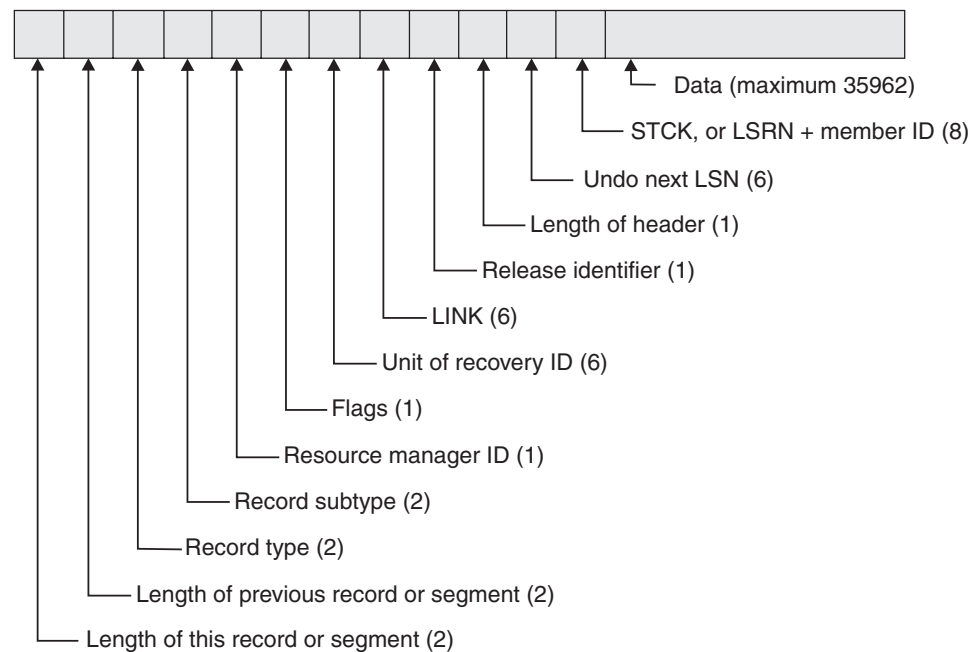 Data (maximum 35962)
STCK, or LSRN + member ID (8)
Undo next LSN (6)
Length of header (1)
Release identifier (1)
LINK (6)
Unit of recovery ID (6)
Flags (1)
Resource manager ID (1)
Record subtype (2)
Record type (2)
Length of previous record or segment (2)
Length of this record or segment (2)